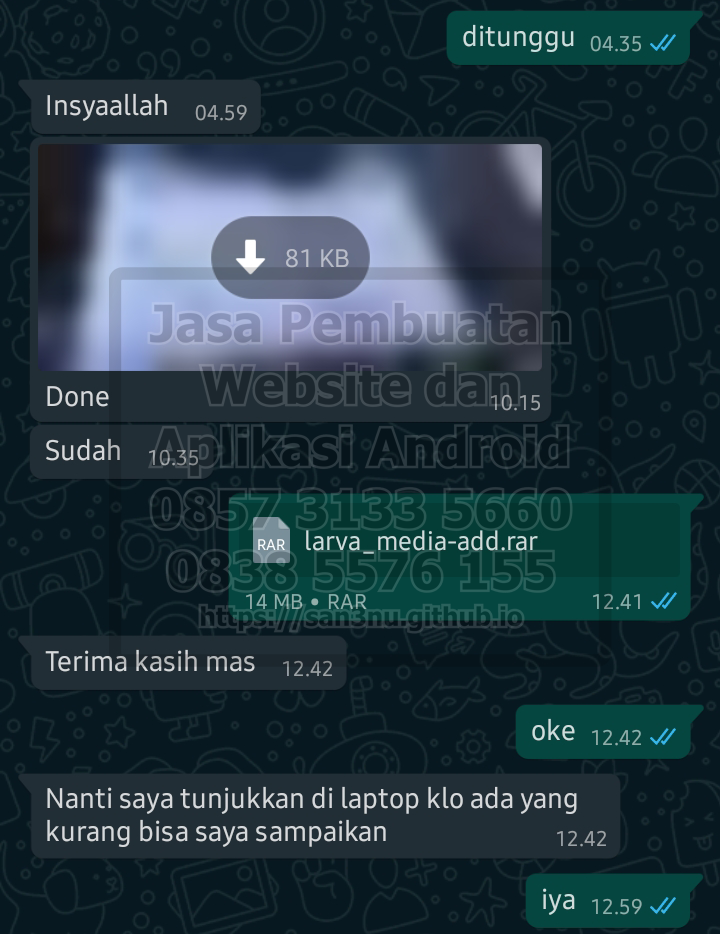 ditunggu 04.35
Insyaallah 04.59
81 KB
Done 10.15
Sudah 10.35
Jasa Pembuatan
Website dan
Aplikasi Android
0857 3133 5660
0838 5576 155
https://san3nu.github.io
RAR larva_media-add.rar
14 MB • RAR 12.41
Terima kasih mas 12.42
oke 12.42
Nanti saya tunjukkan di laptop klo ada yang
kurang bisa saya sampaikan 12.42
iya 12.59